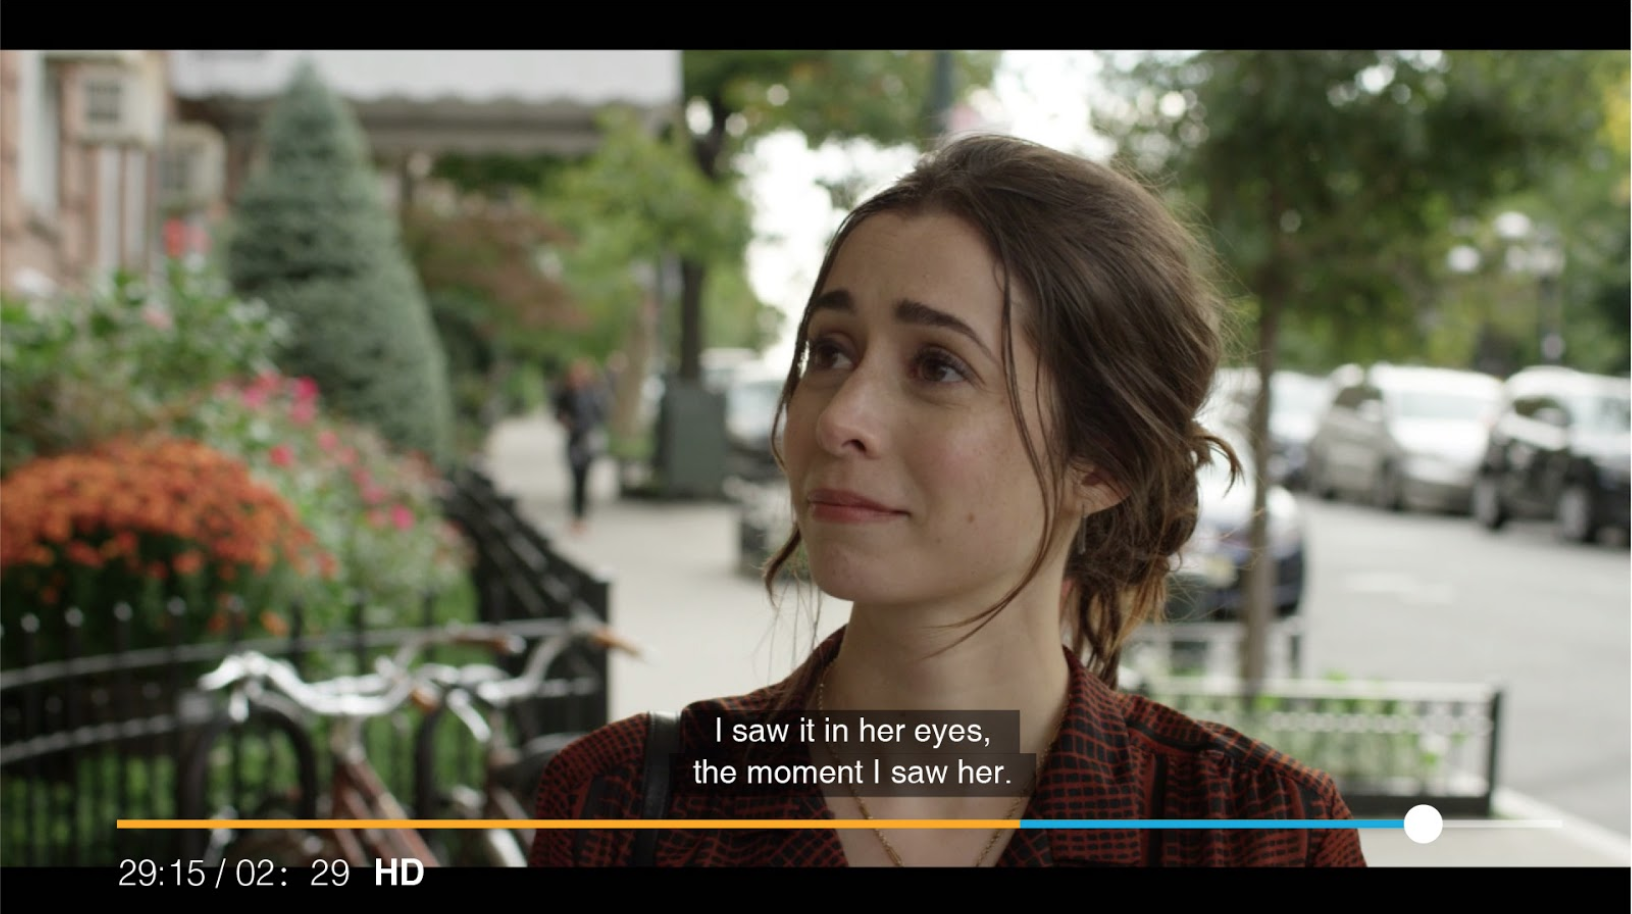 I saw it in her eyes,
the moment I saw her.
29:15 / 02: 29 HD